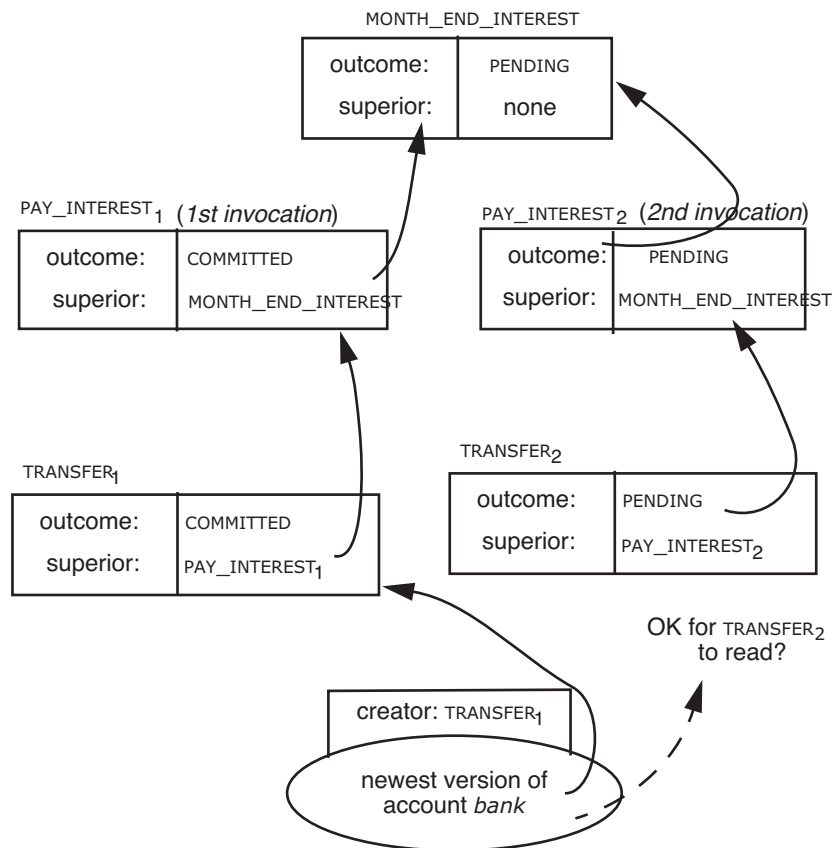 MONTH_END_INTEREST
outcome: PENDING
superior: none
PAY_INTEREST1 (1st invocation)
outcome: COMMITTED
superior: MONTH_END_INTEREST
PAY_INTEREST2 (2nd invocation)
outcome: PENDING
superior: MONTH_END_INTEREST
TRANSFER1
outcome: COMMITTED
superior: PAY_INTEREST1
TRANSFER2
outcome: PENDING
superior: PAY_INTEREST2
OK for TRANSFER2
to read?
creator: TRANSFER1
newest version of
account bank